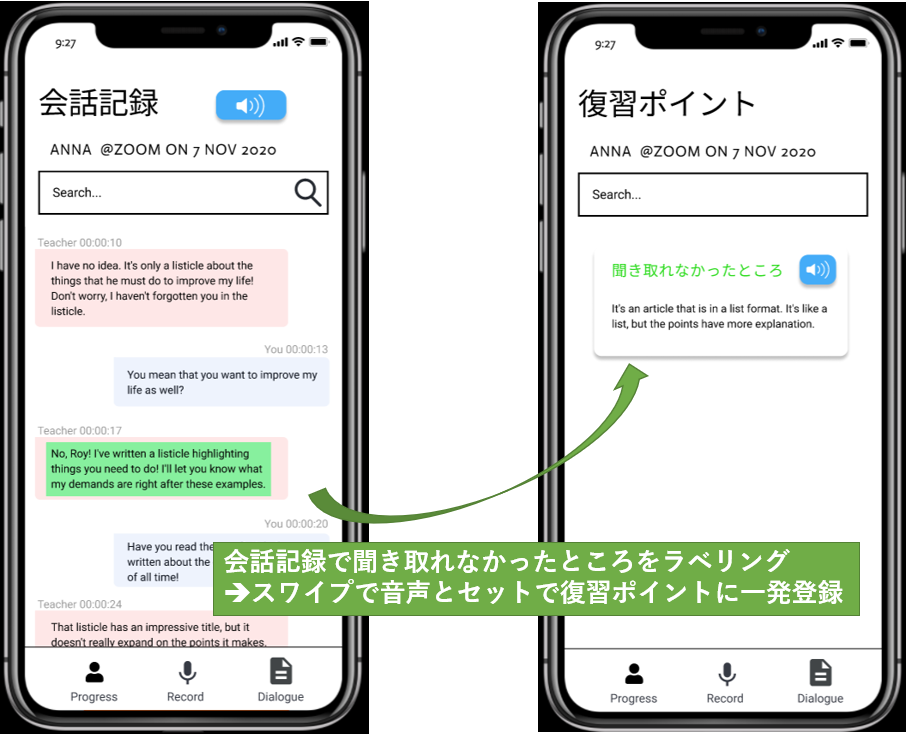 9:27
会話記録
ANNA @ZOOM ON 7 NOV 2020
Search...
Teacher 00:00:10
I have no idea. It's only a listicle about the
things that he must do to improve my life!
Don't worry, I haven't forgotten you in the
listicle.
You 00:00:13
You mean that you want to improve my
life as well?
Teacher 00:00:17
No, Roy! I've written a listicle highlighting
things you need to do! I'll let you know what
my demands are right after these examples.
You 00:00:20
Have you read the
written about the
of all time!
Teacher 00:00:24
That listicle has an impressive title, but it
doesn't really expand on the points it makes.
Progress
Record
Dialogue
9:27
復習ポイント
ANNA @ZOOM ON 7 NOV 2020
Search...
聞き取れなかったところ
It's an article that is in a list format. It's like a
list, but the points have more explanation.
Progress
Record
Dialogue
会話記録で聞き取れなかったところをラベリング
➔スワイプで音声とセットで復習ポイントに一発登録